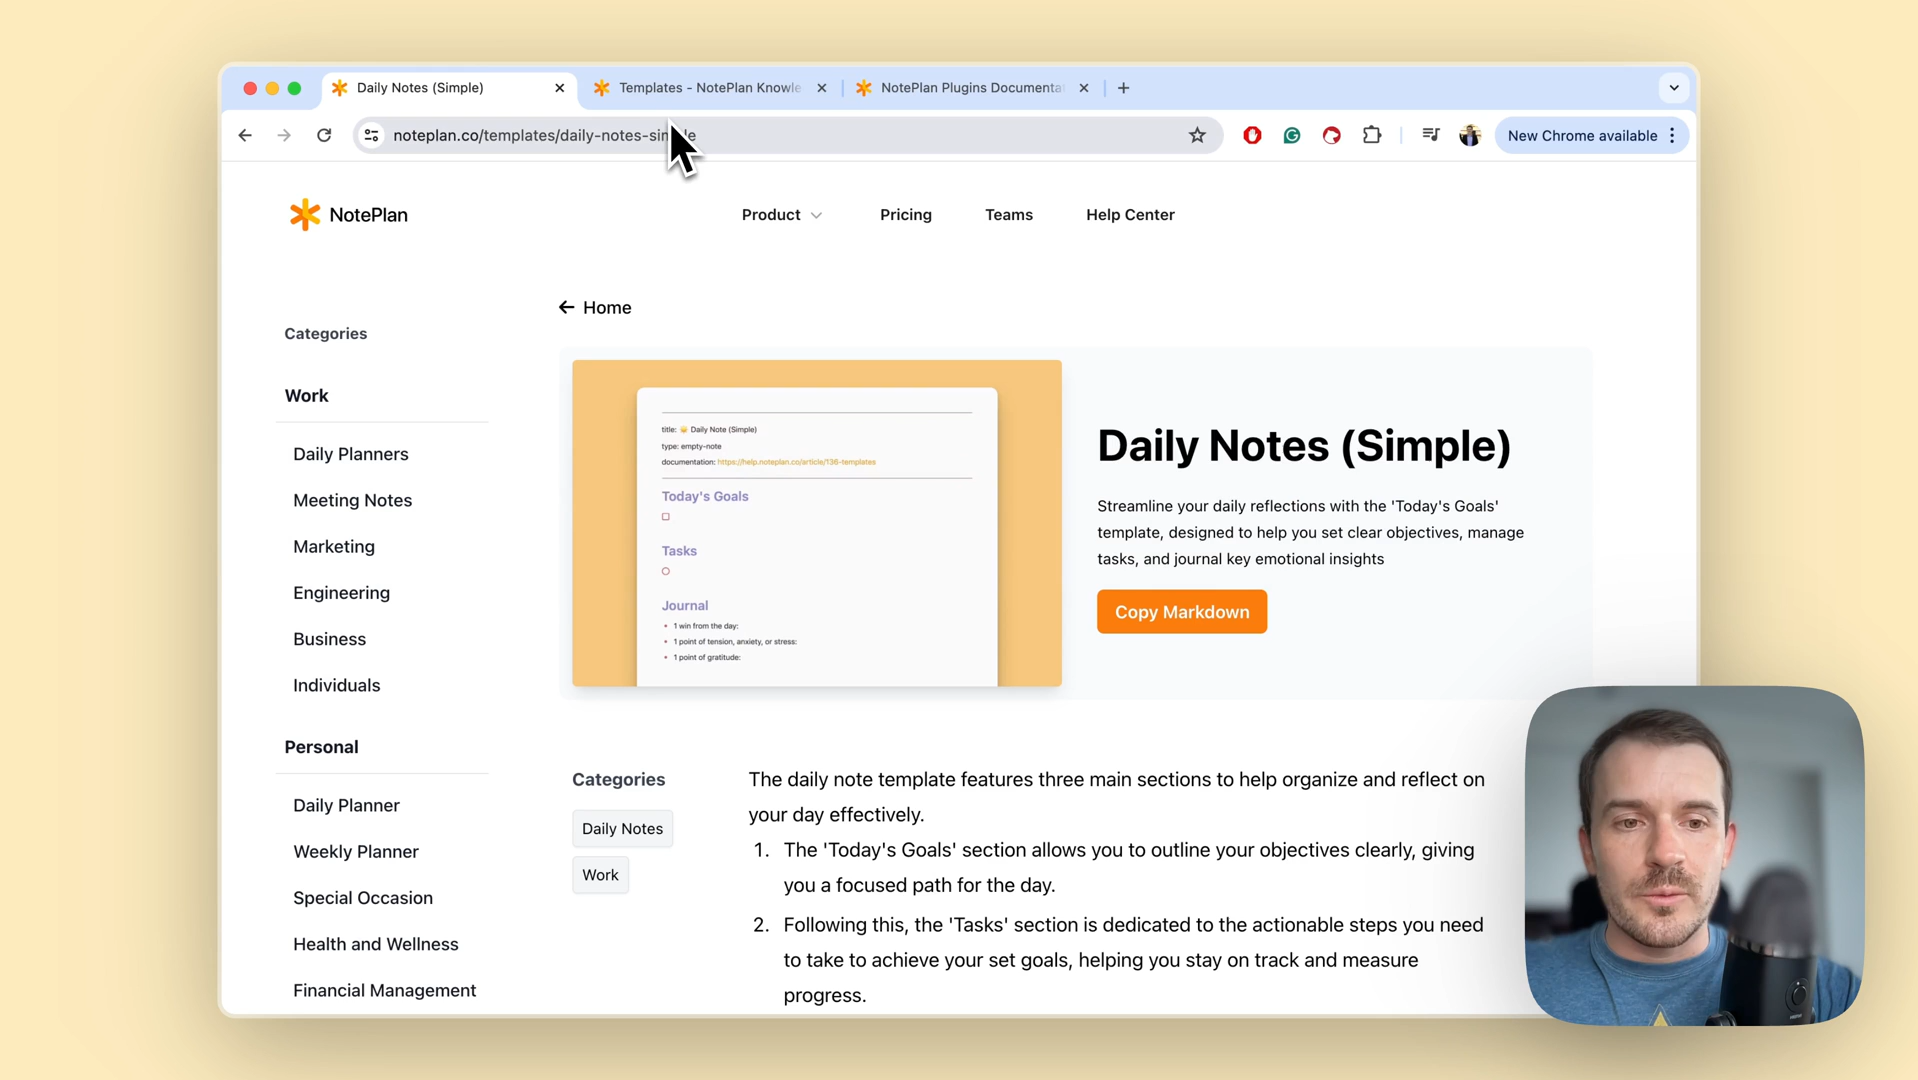 Daily Notes (Simple)
Templates - NotePlan Knowle
NotePlan Plugins Documenta
noteplan.co/templates/daily-notes-simple
New Chrome available
NotePlan
Product
Pricing
Teams
Help Center
Home
Categories
Work
Daily Planners
Meeting Notes
Marketing
Engineering
Business
Individuals
Personal
Daily Planner
Weekly Planner
Special Occasion
Health and Wellness
Financial Management
title: Daily Note (Simple)
type: empty-note
documentation: https://help.noteplan.co/article/136-templates
Today's Goals
Tasks
Journal
1 win from the day:
1 point of tension, anxiety, or stress:
1 point of gratitude:
Daily Notes (Simple)
Streamline your daily reflections with the 'Today's Goals'
template, designed to help you set clear objectives, manage
tasks, and journal key emotional insights
Copy Markdown
Categories
Daily Notes
Work
The daily note template features three main sections to help organize and reflect on
your day effectively.
1. The 'Today's Goals' section allows you to outline your objectives clearly, giving
you a focused path for the day.
2. Following this, the 'Tasks' section is dedicated to the actionable steps you need
to take to achieve your set goals, helping you stay on track and measure
progress.